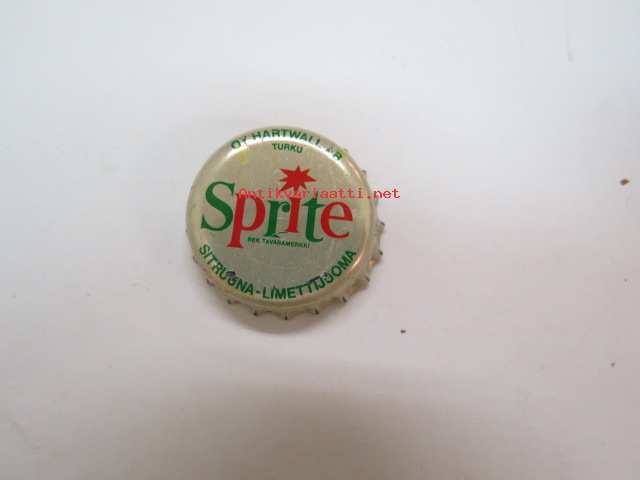 OY HARTWALL AB
TURKU
Antikvariaatti.net
Sprite
REK. TAVARAMERKKI
SITRUUNA-LIMETTIJUOMA